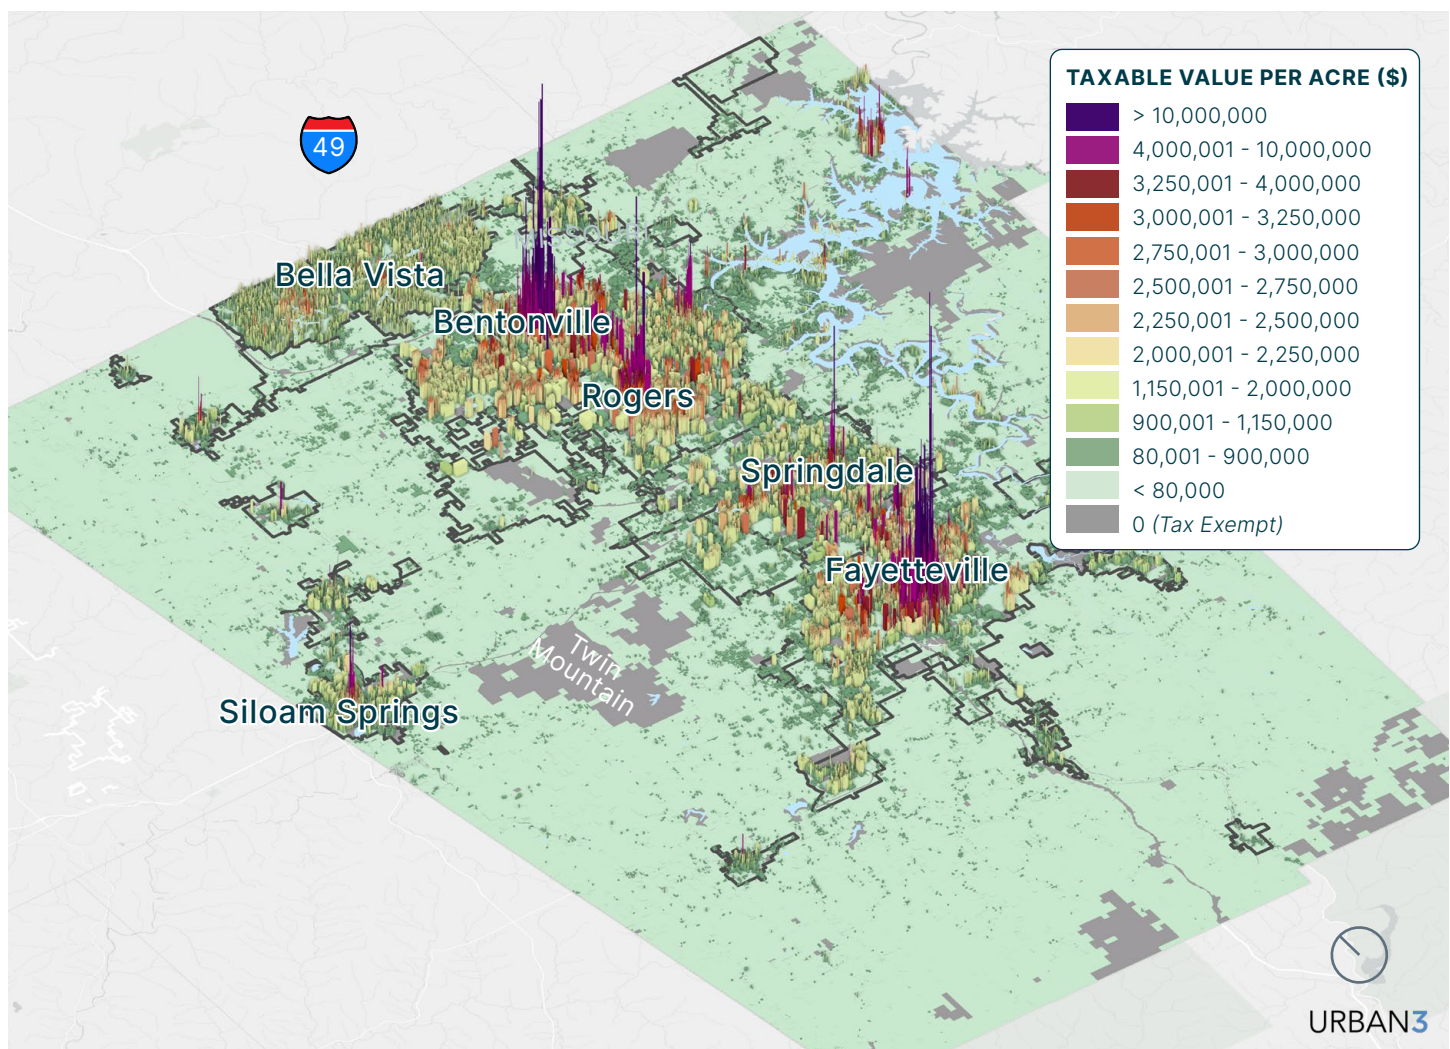 TAXABLE VALUE PER ACRE ($)
> 10,000,000
4,000,001 - 10,000,000
3,250,001 - 4,000,000
3,000,001 - 3,250,000
2,750,001 - 3,000,000
2,500,001 - 2,750,000
2,250,001 - 2,500,000
2,000,001 - 2,250,000
1,150,001 - 2,000,000
900,001 - 1,150,000
80,001 - 900,000
< 80,000
0 (Tax Exempt)
49
Bella Vista
Bentonville
Rogers
Springdale
Fayetteville
Twin
Mountain
Siloam Springs
URBAN3